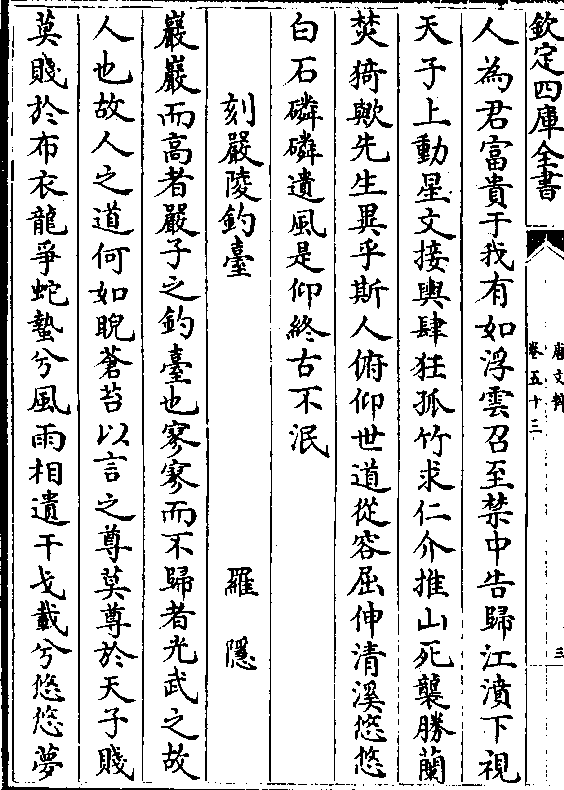 欽定四庫全書
唐文粹
卷五十三
三
人為君富貴于我有如浮雲召至禁中告歸江濆下視
天子上動星文接輿肆狂孤竹求仁介推山死龔勝蘭
焚猗歟先生異乎斯人俯仰世道從容屈伸清溪悠悠
白石磷磷遺風是仰終古不泯
刻嚴陵釣臺 羅隱
巖巖而高者嚴子之釣臺也寥寥而不歸者光武之故
人也故人之道何如睨蒼苔以言之尊莫尊於天子賤
莫賤於布衣龍爭蛇蟄兮風雨相遺干戈載兮悠悠夢